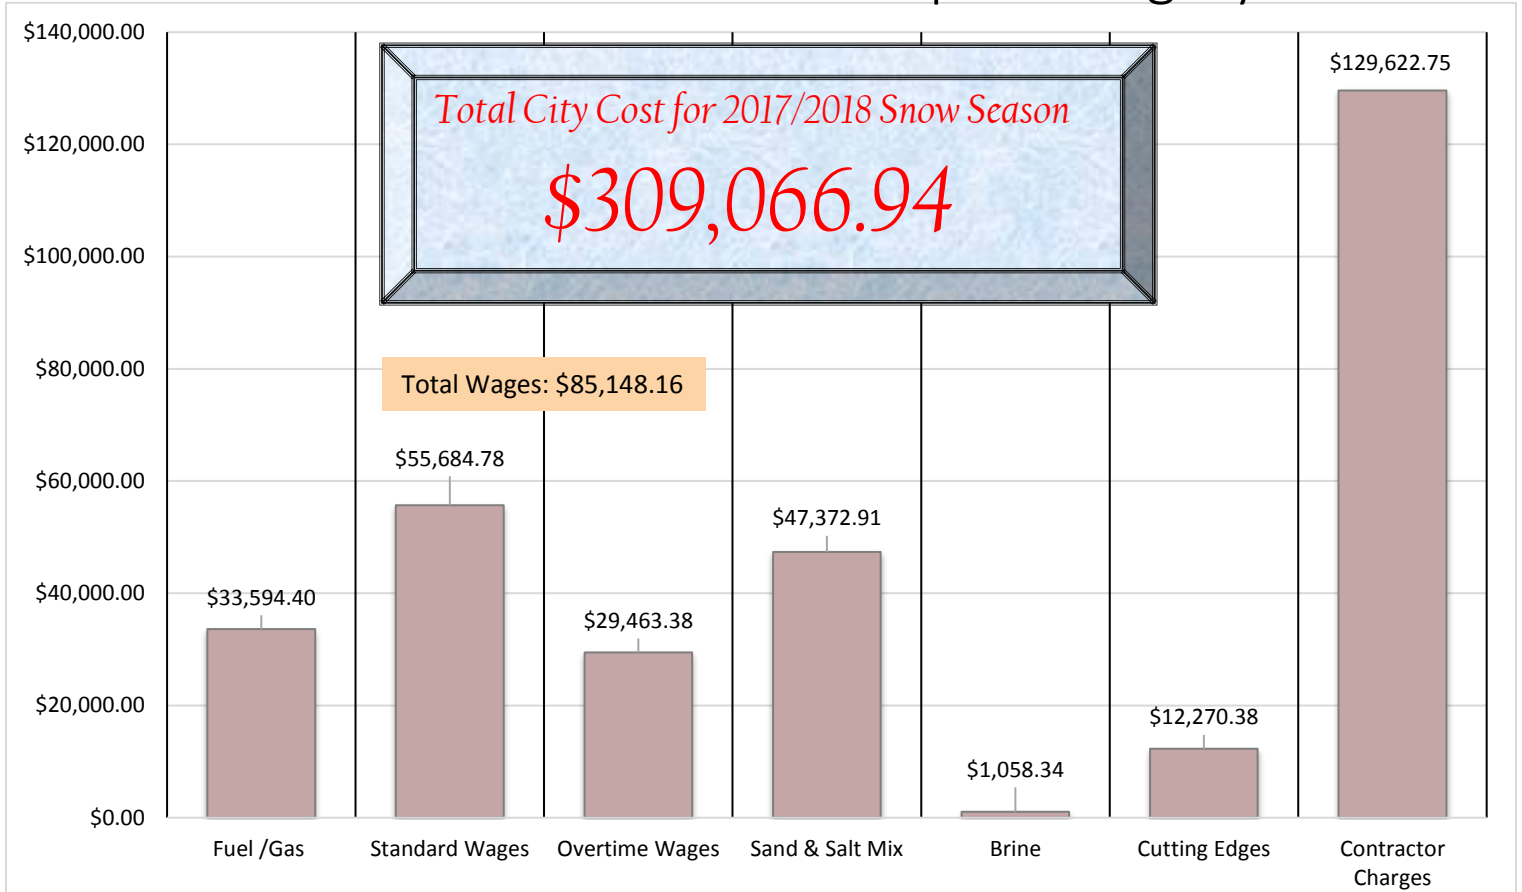 $140,000.00
$120,000.00
$100,000.00
$80,000.00
$60,000.00
$40,000.00
$20,000.00
$0.00
Total City Cost for 2017/2018 Snow Season
$309,066.94
Total Wages: $85,148.16
$33,594.40
$55,684.78
$29,463.38
$47,372.91
$1,058.34
$12,270.38
$129,622.75
Fuel /Gas
Standard Wages
Overtime Wages
Sand & Salt Mix
Brine
Cutting Edges
Contractor
Charges